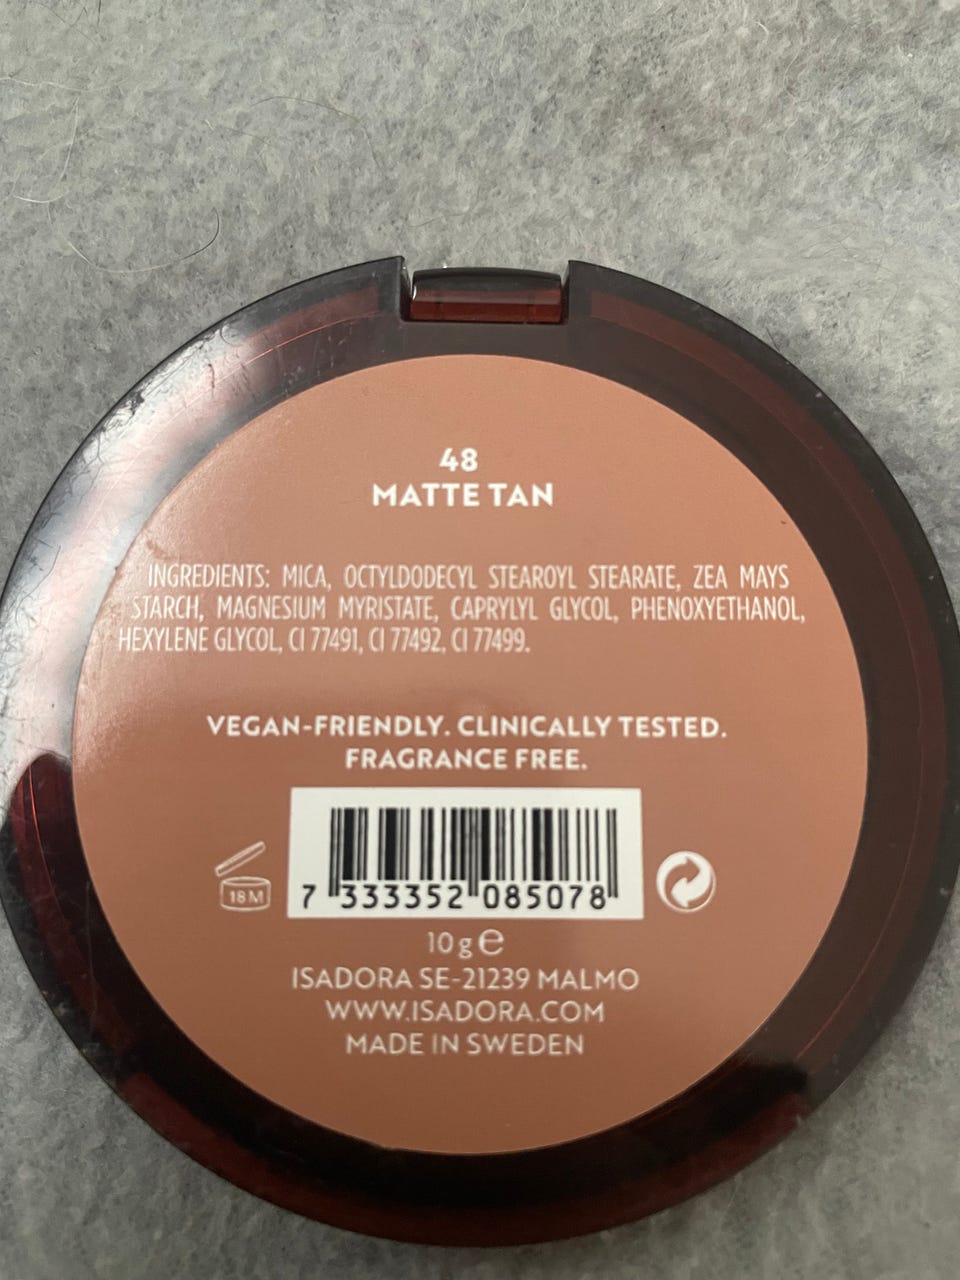 48
MATTE TAN
INGREDIENTS: MICA, OCTYLDODECYL STEAROYL STEARATE, ZEA MAYS
STARCH, MAGNESIUM MYRISTATE, CAPRYLYL GLYCOL, PHENOXYETHANOL,
HEXYLENE GLYCOL, CI 77491, CI 77492, CI 77499.
VEGAN-FRIENDLY. CLINICALLY TESTED.
FRAGRANCE FREE.
18M
7 333352 085078
10 g e
ISADORA SE-21239 MALMO
WWW.ISADORA.COM
MADE IN SWEDEN